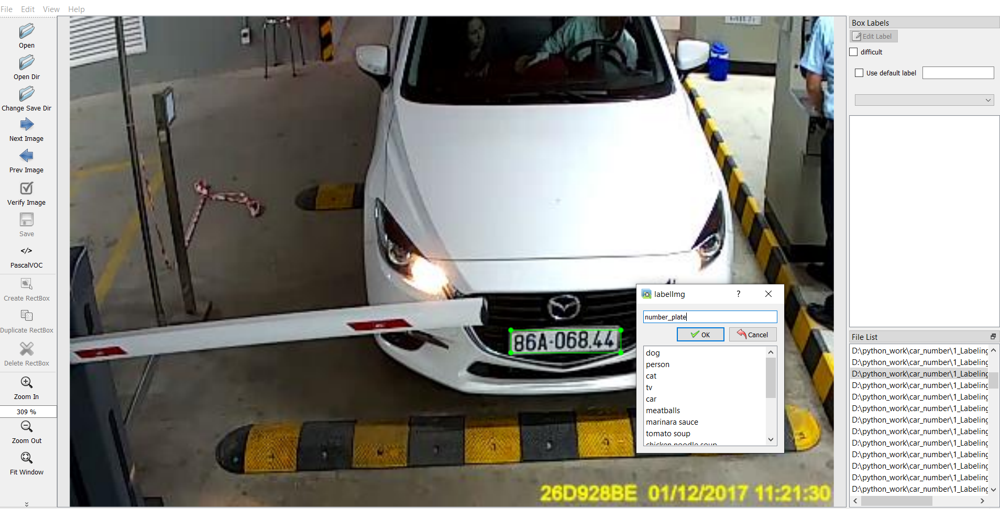 File Edit View Help
Open
Open Dir
Change Save Dir
Next Image
Prev Image
Verify Image
Save
</>
PascalVOC
Create RectBox
Duplicate RectBox
Delete RectBox
Zoom In
309 %
Zoom Out
Fit Window
86A-068.44
26D928BE 01/12/2017 11:21:30
labelImg ?
number_plate
OK Cancel
dog
person
cat
tv
car
meatballs
marinara sauce
tomato soup
chicken noodle soup
Box Labels
Edit Label
difficult
Use default label
File List
D:\python_work\car_number\1_Labeling
D:\python_work\car_number\1_Labeling
D:\python_work\car_number\1_Labeling
D:\python_work\car_number\1_Labeling
D:\python_work\car_number\1_Labeling
D:\python_work\car_number\1_Labeling
D:\python_work\car_number\1_Labeling
D:\python_work\car_number\1_Labeling
D:\python_work\car_number\1_Labeling
D:\python_work\car_number\1_Labeling
D:\python_work\car_number\1_Labeling
D:\python_work\car_number\1_Labeling
D:\python_work\car_number\1_Labeling